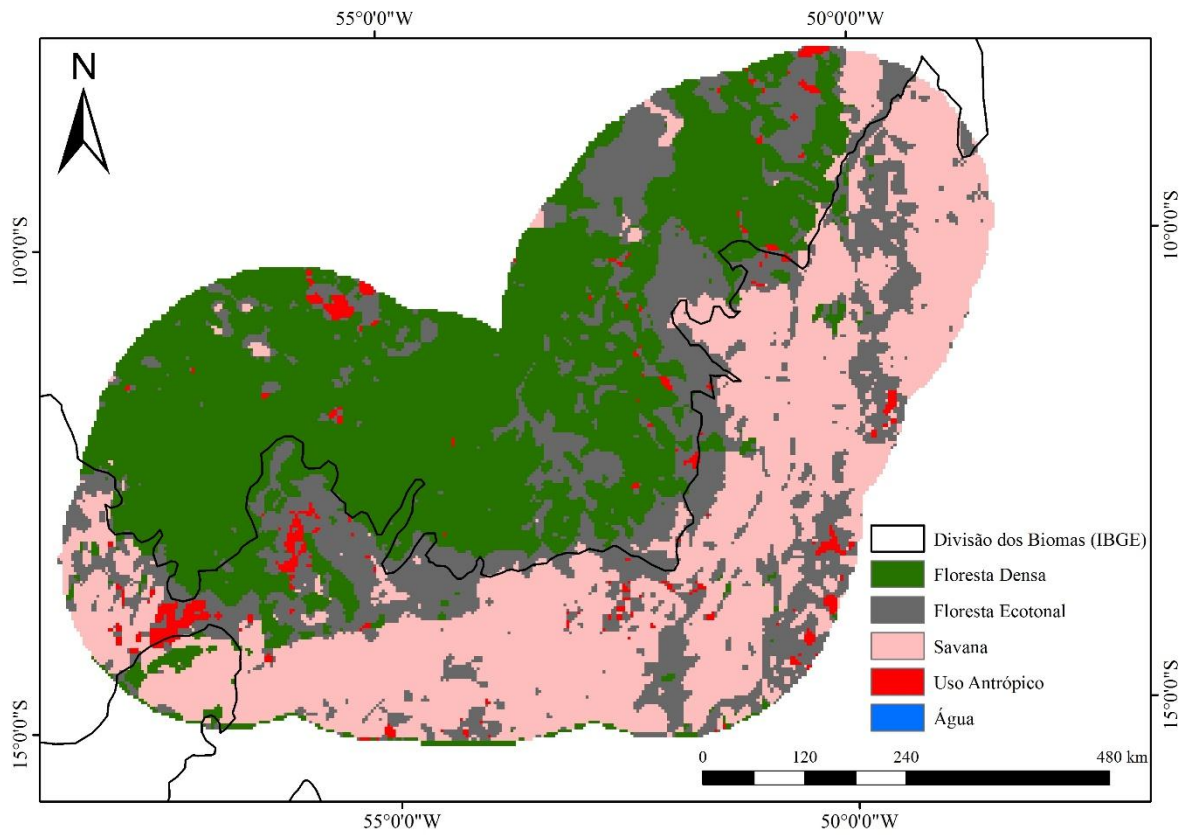 55°0'0"W
50°0'0"W
N
10°0'0"S
10°0'0"S
Divisão dos Biomas (IBGE)
Floresta Densa
Floresta Ecotonal
Savana
Uso Antrópico
Água
15°0'0"S
15°0'0"S
0 120 240 480 km
55°0'0"W
50°0'0"W